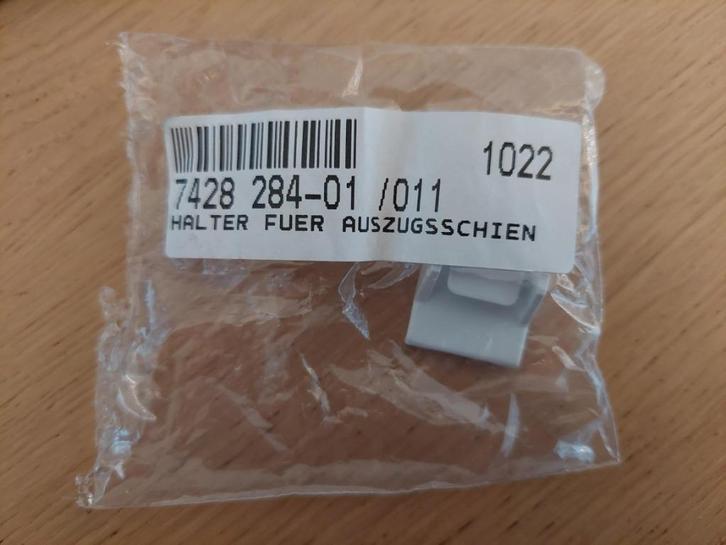 1022
7428 284-01 /011
HALTER FUER AUSZUGSSCHIEN